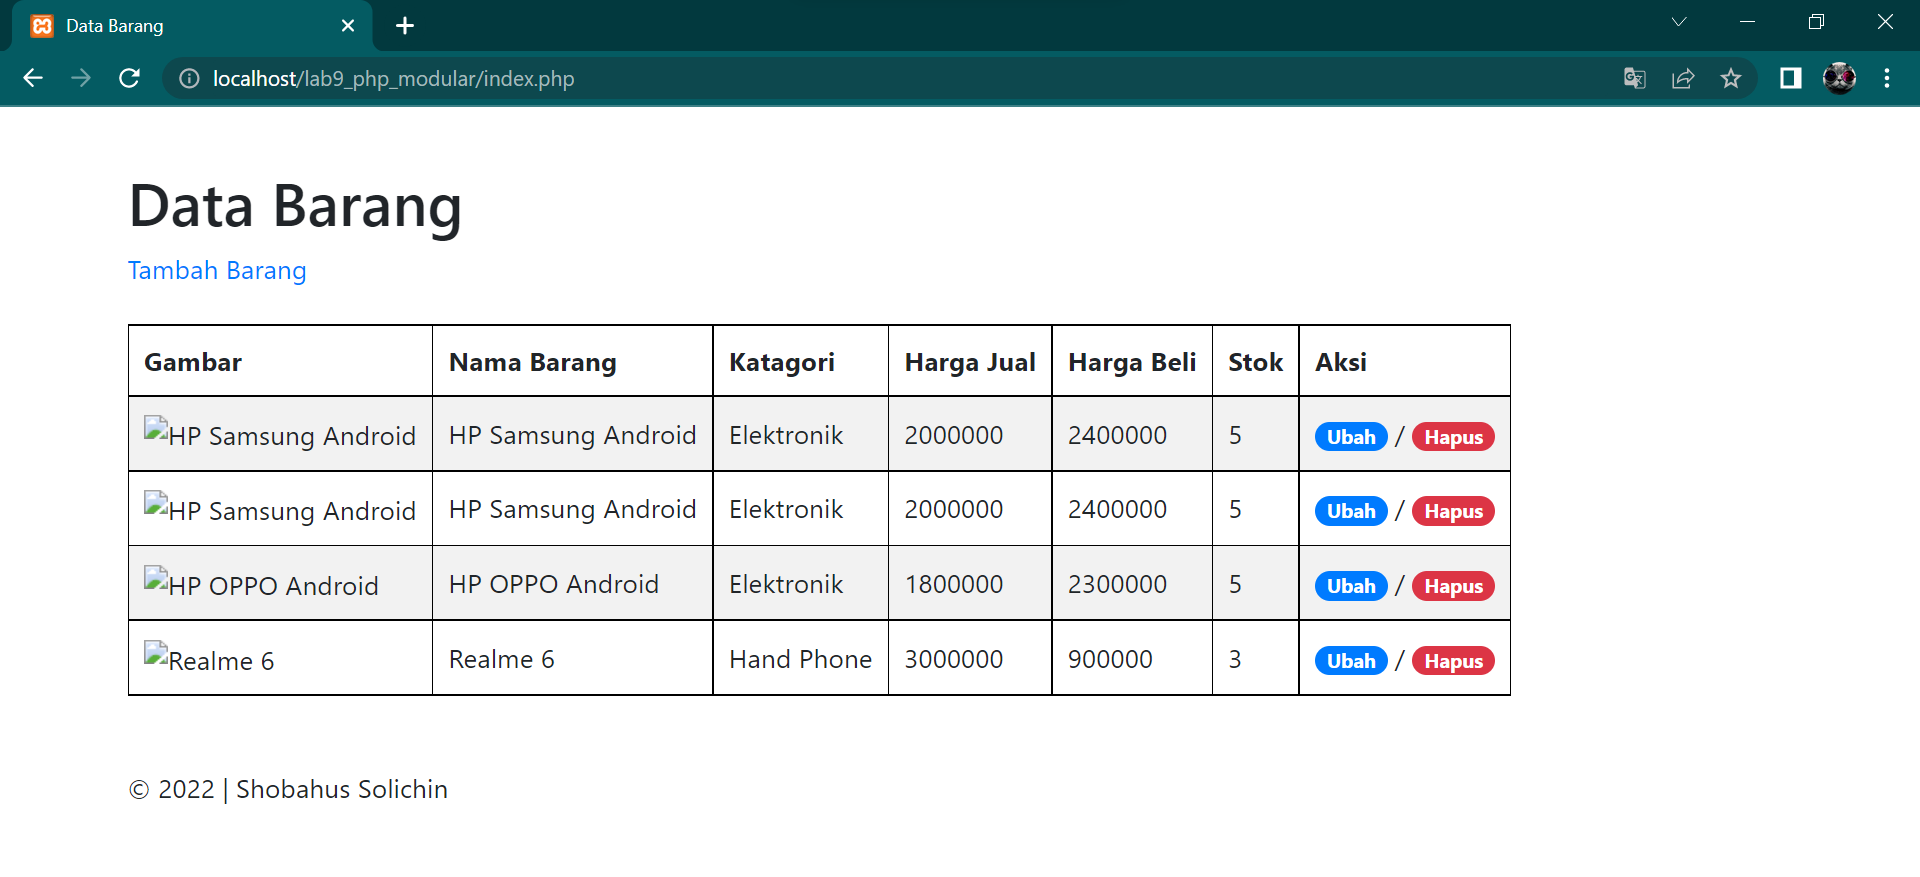 Data Barang
localhost/lab9_php_modular/index.php
Data Barang
Tambah Barang
Gambar Nama Barang Katagori Harga Jual Harga Beli Stok Aksi
HP Samsung Android HP Samsung Android Elektronik 2000000 2400000 5 Ubah / Hapus
HP Samsung Android HP Samsung Android Elektronik 2000000 2400000 5 Ubah / Hapus
HP OPPO Android HP OPPO Android Elektronik 1800000 2300000 5 Ubah / Hapus
Realme 6 Realme 6 Hand Phone 3000000 900000 3 Ubah / Hapus
© 2022 | Shobahus Solichin